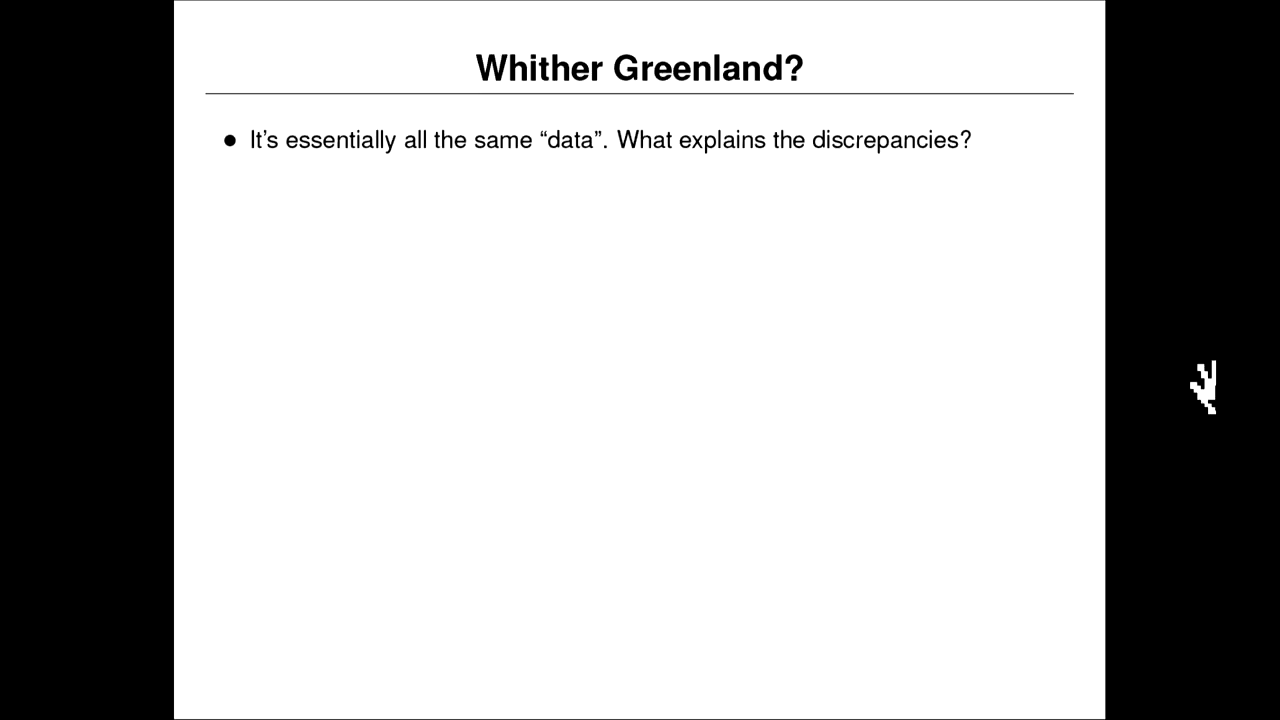 Whither Greenland?
● It’s essentially all the same “data”. What explains the discrepancies?